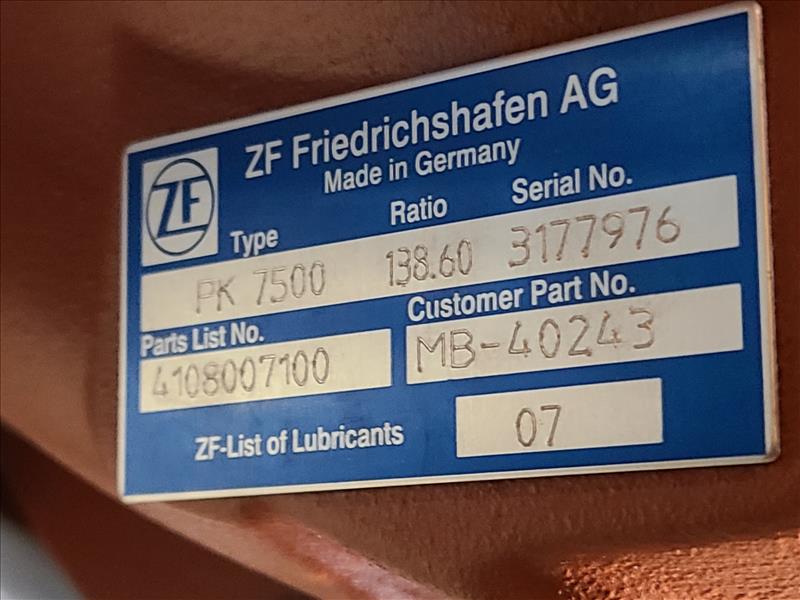 ZF Friedrichshafen AG
Made in Germany
ZF
Type Ratio Serial No.
PK 7500 138.60 3177976
Parts List No. Customer Part No.
4108007100 MB-40243
ZF-List of Lubricants 07